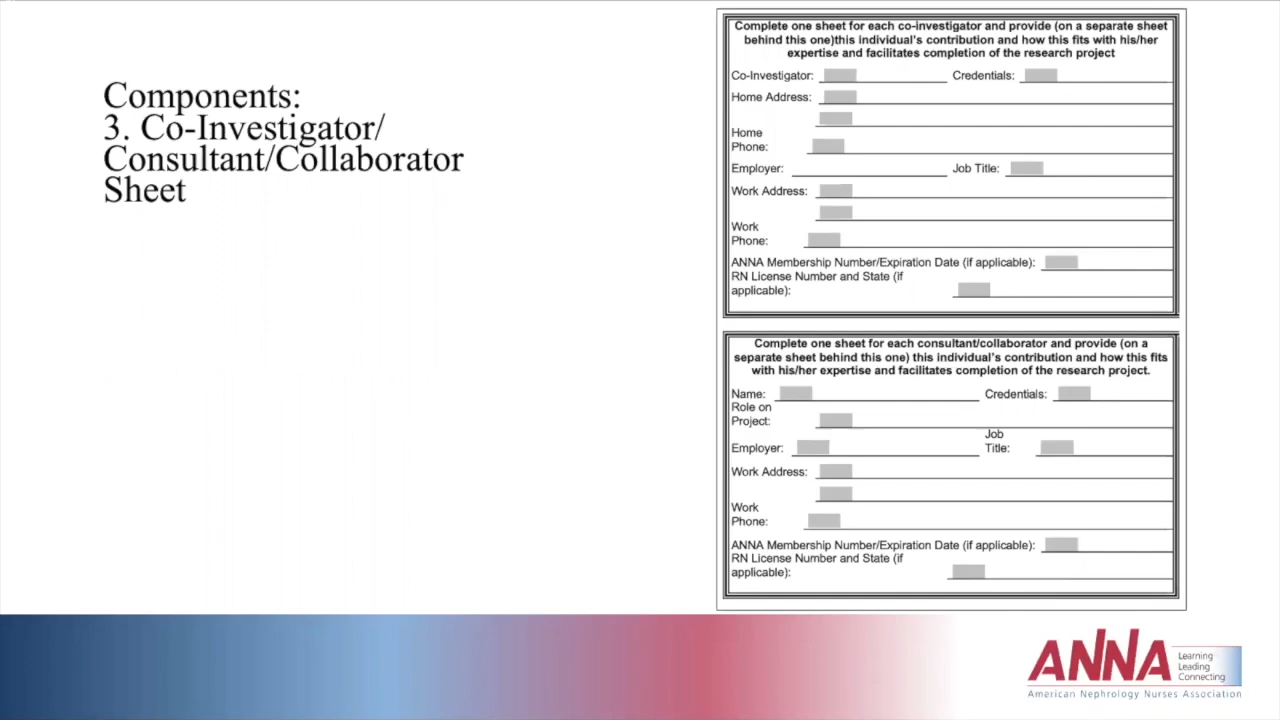 Components:
3. Co-Investigator/
Consultant/Collaborator
Sheet
Complete one sheet for each co-investigator and provide (on a separate sheet
behind this one)this individual's contribution and how this fits with his/her
expertise and facilitates completion of the research project
Co-Investigator: Credentials:
Home Address:
Home
Phone:
Employer: Job Title:
Work Address:
Work
Phone:
ANNA Membership Number/Expiration Date (if applicable):
RN License Number and State (if
applicable):
Complete one sheet for each consultant/collaborator and provide (on a
separate sheet behind this one) this individual's contribution and how this fits
with his/her expertise and facilitates completion of the research project.
Name: Credentials:
Role on
Project:
Employer: Job
Title:
Work Address:
Work
Phone:
ANNA Membership Number/Expiration Date (if applicable):
RN License Number and State (if
applicable):
ANNA
Learning
Leading
Connecting
American Nephrology Nurses Association